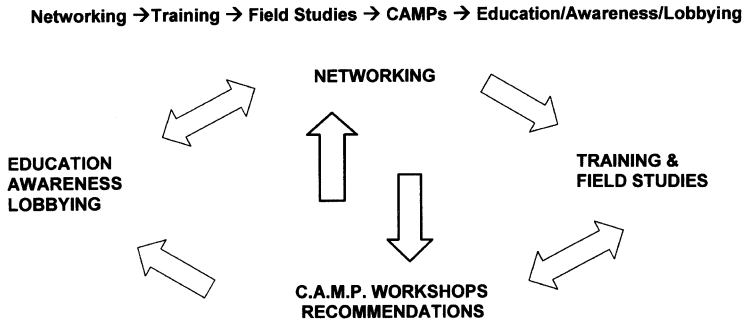 Networking →Training → Field Studies → CAMPs → Education/Awareness/Lobbying
NETWORKING
EDUCATION
AWARENESS
LOBBYING
TRAINING &
FIELD STUDIES
C.A.M.P. WORKSHOPS
RECOMMENDATIONS